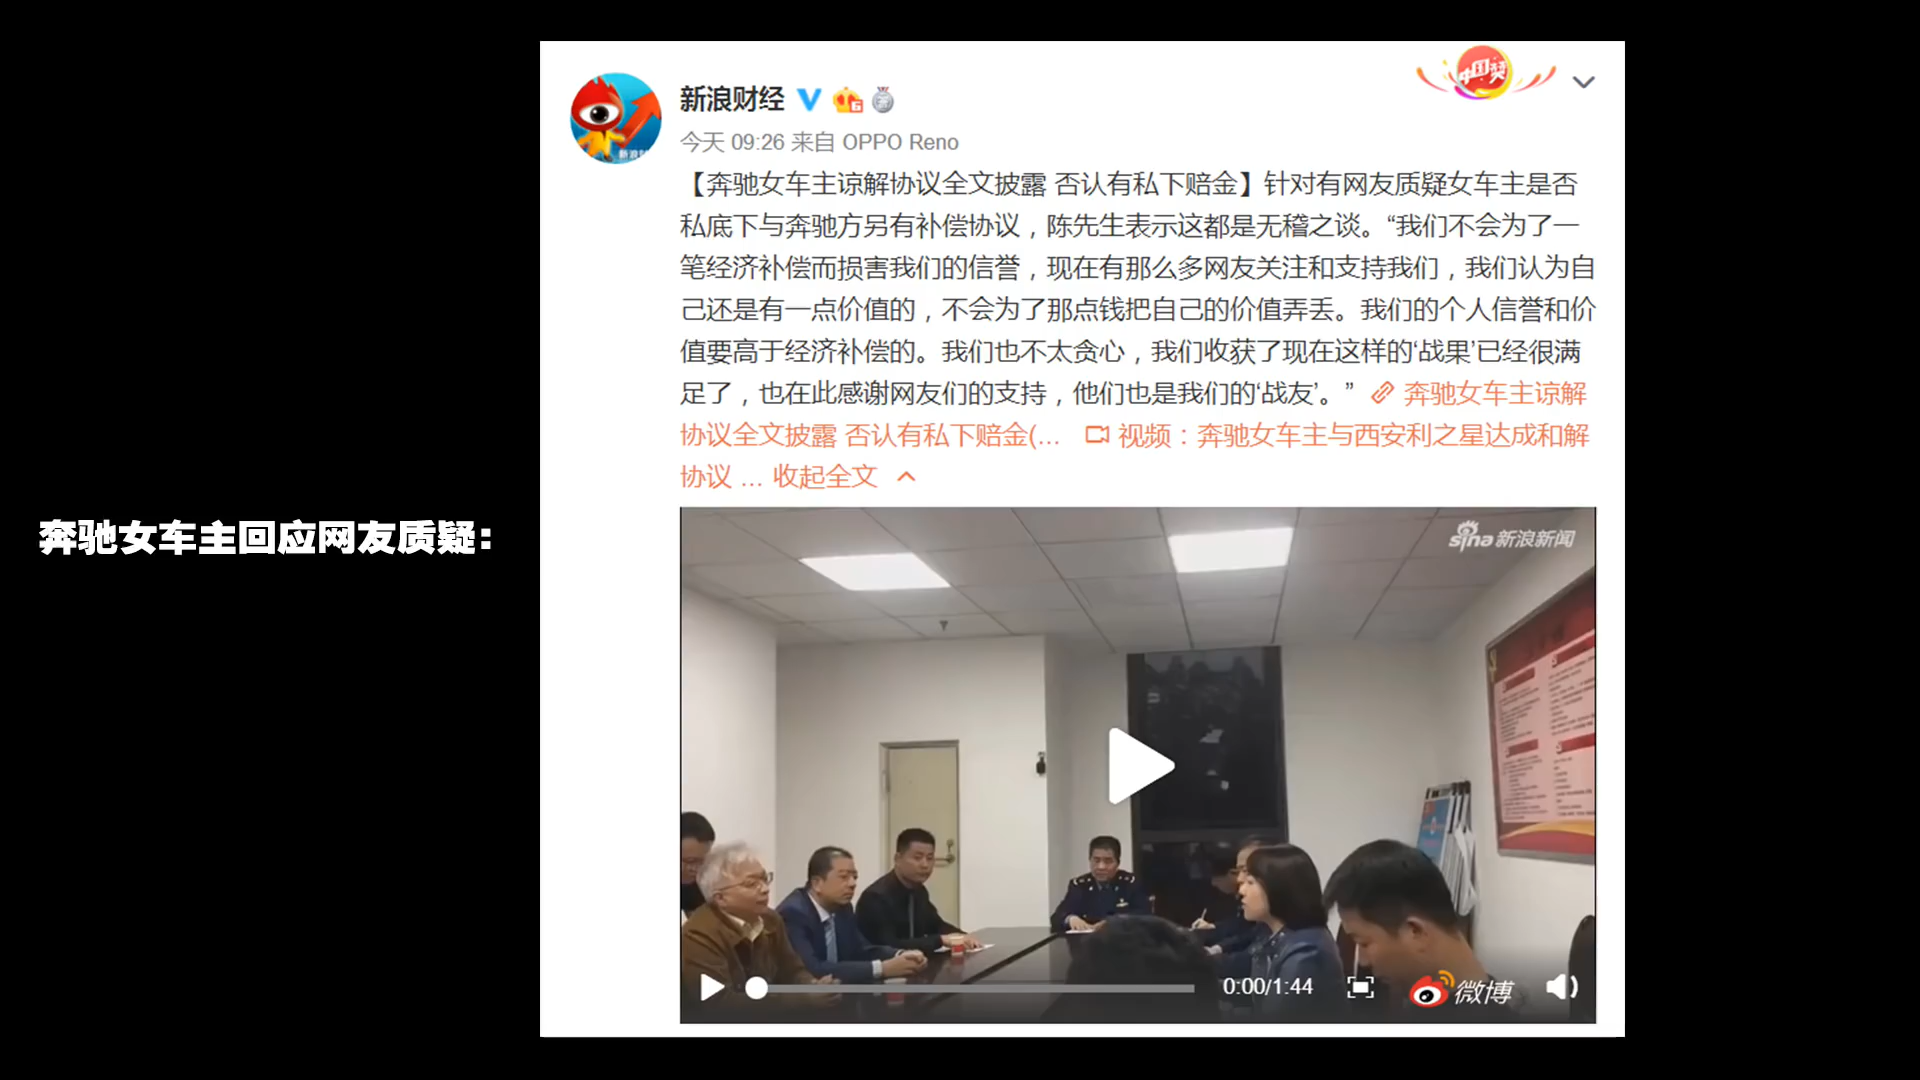 奔驰女车主回应网友质疑：
新浪财经
中国赞
今天 09:26 来自 OPPO Reno
【奔驰女车主谅解协议全文披露 否认有私下赔金】针对有网友质疑女车主是否
私底下与奔驰方另有补偿协议，陈先生表示这都是无稽之谈。“我们不会为了一
笔经济补偿而损害我们的信誉，现在有那么多网友关注和支持我们，我们认为自
己还是有一点价值的，不会为了那点钱把自己的价值弄丢。我们的个人信誉和价
值要高于经济补偿的。我们也不太贪心，我们收获了现在这样的‘战果’已经很满
足了，也在此感谢网友们的支持，他们也是我们的‘战友’。” 奔驰女车主谅解
协议全文披露 否认有私下赔金(... 视频：奔驰女车主与西安利之星达成和解
协议 ... 收起全文
sina新浪新闻
0:00/1:44
微博